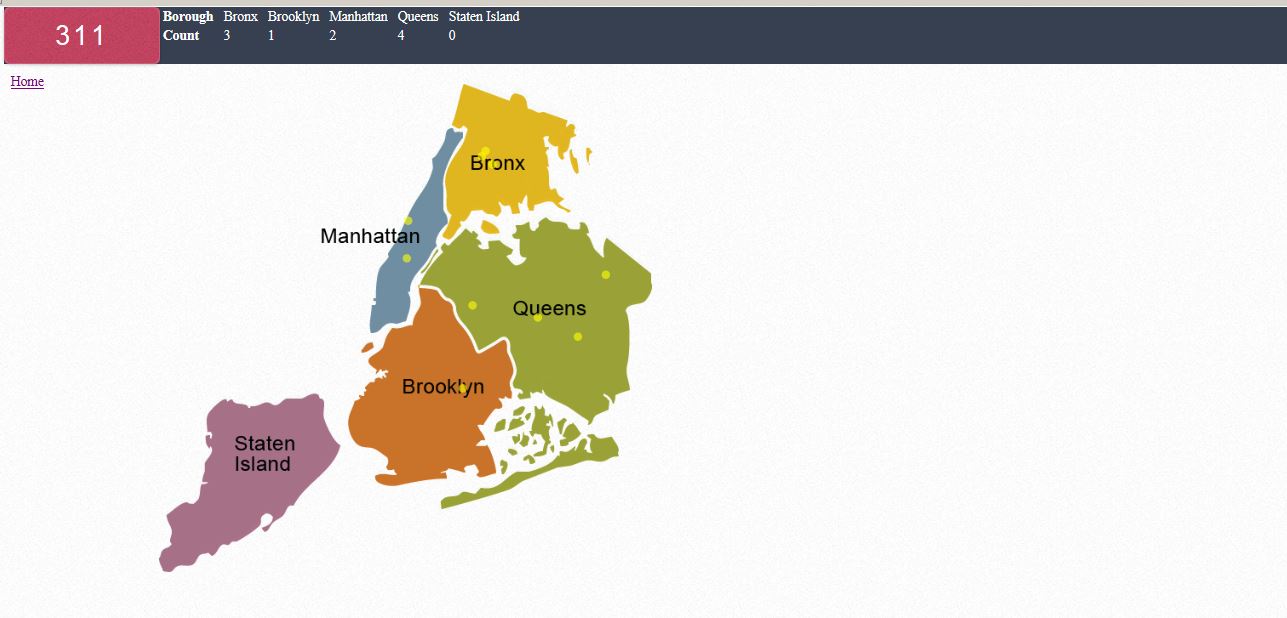 311
Borough Bronx Brooklyn Manhattan Queens Staten Island
Count 3 1 2 4 0
Home
Bronx
Manhattan
Queens
Brooklyn
Staten
Island